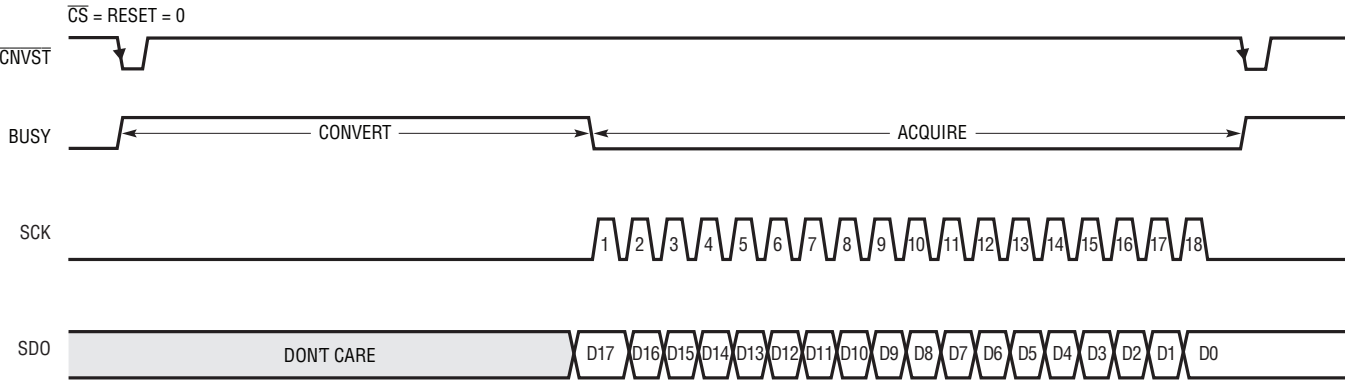 C̅S̅ = RESET = 0
C̅N̅V̅S̅T̅
BUSY CONVERT ACQUIRE
SCK 1 2 3 4 5 6 7 8 9 10 11 12 13 14 15 16 17 18
SDO DON'T CARE D17 D16 D15 D14 D13 D12 D11 D10 D9 D8 D7 D6 D5 D4 D3 D2 D1 D0